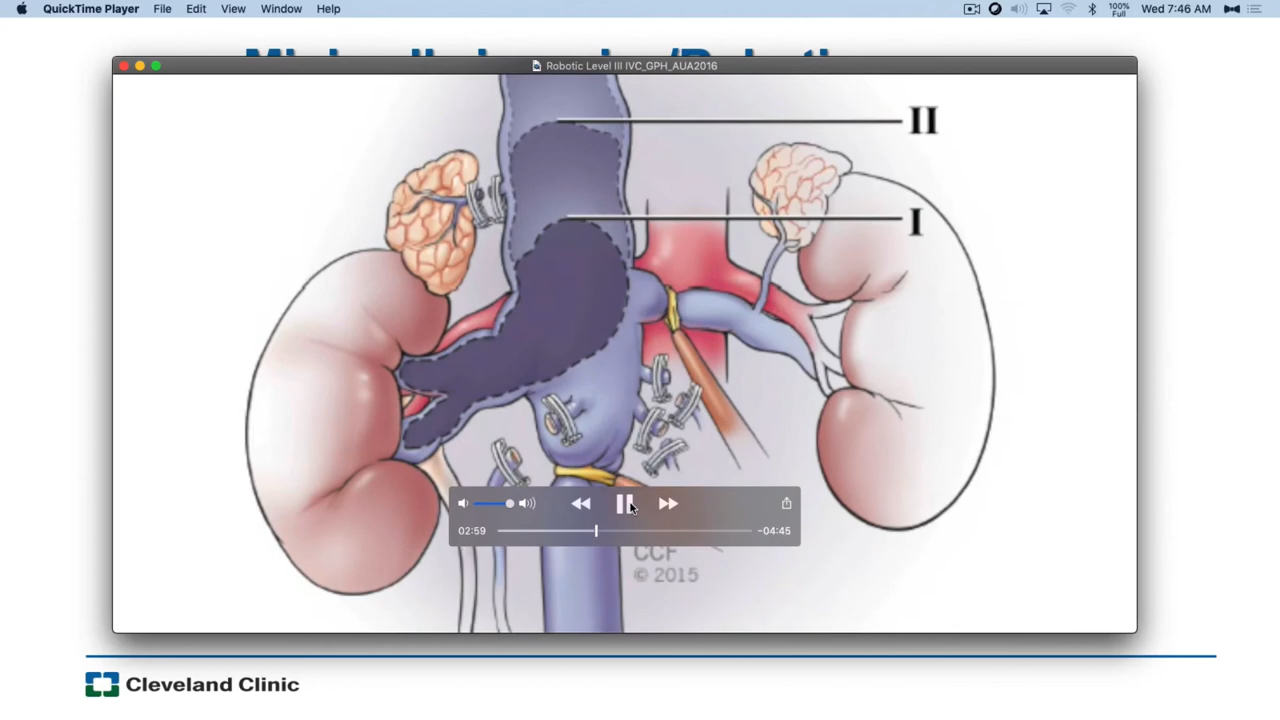 QuickTime Player File Edit View Window Help 100% Full Wed 7:46 AM
Robotic Level III IVC_GPH_AUA2016
II
I
02:59 -04:45
CCF
© 2015
Cleveland Clinic